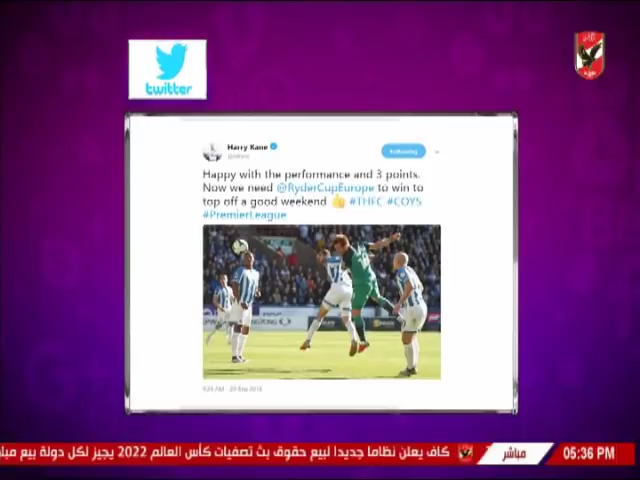 twitter
Harry Kane
Following
Happy with the performance and 3 points.
Now we need @RyderCupEurope to win to
top off a good weekend 👍 #THFC #COYS
#PremierLeague
كاف يعلن نظاما جديدا لبيع حقوق بث تصفيات كأس العالم 2022 يجيز لكل دولة بيع
مباشر
05:36 PM